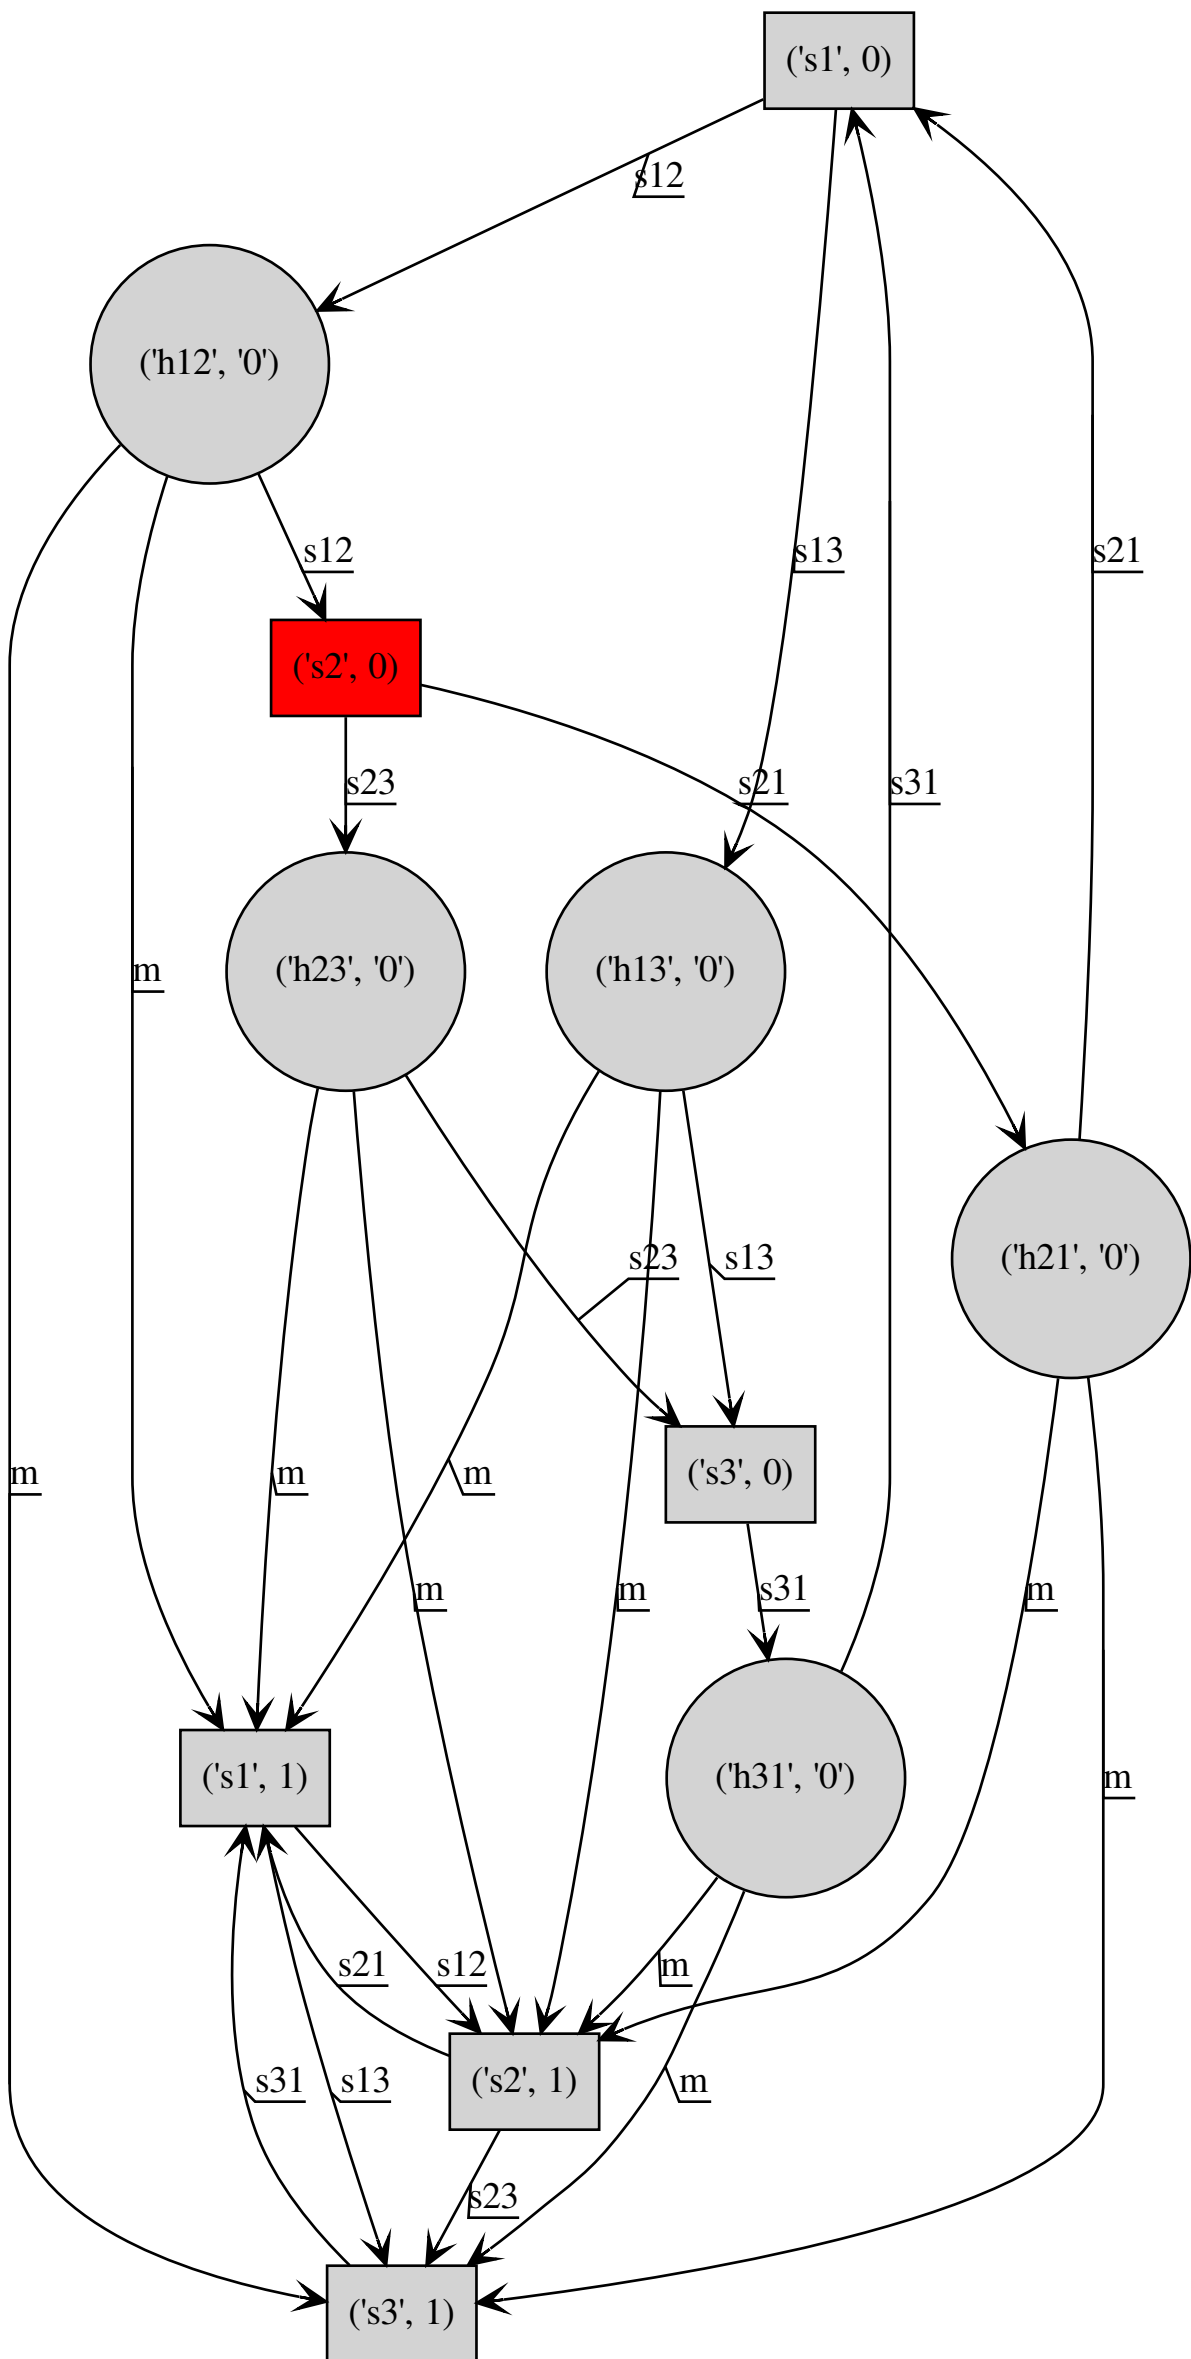 ('s1', 0)
s12
('h12', '0')
s12
s13
s21
('s2', 0)
s23
s21
s31
('h23', '0')
('h13', '0')
m
s23
s13
('h21', '0')
m
m
m
('s3', 0)
m
m
s31
m
('s1', 1)
('h31', '0')
m
s21
s12
m
s31
s13
('s2', 1)
m
s23
('s3', 1)